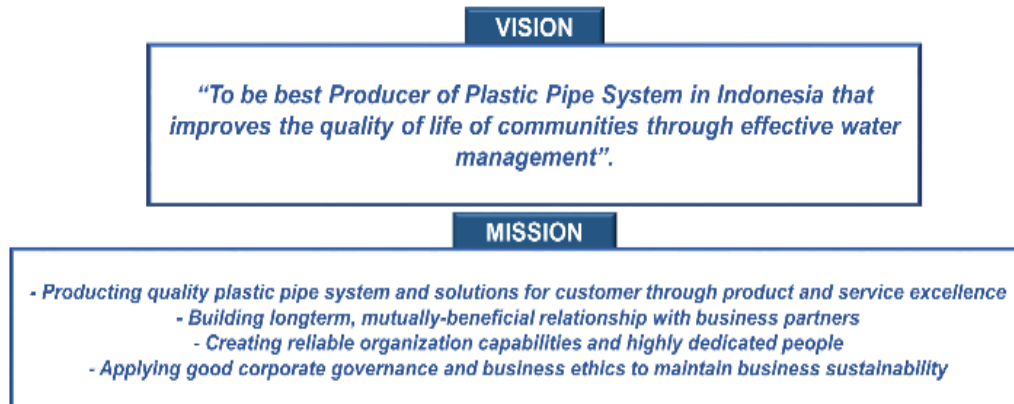 VISION
“To be best Producer of Plastic Pipe System in Indonesia that
improves the quality of life of communities through effective water
management”.
MISSION
- Producting quality plastic pipe system and solutions for customer through product and service excellence
- Building longterm, mutually-beneficial relationship with business partners
- Creating reliable organization capabilities and highly dedicated people
- Applying good corporate governance and business ethics to maintain business sustainability